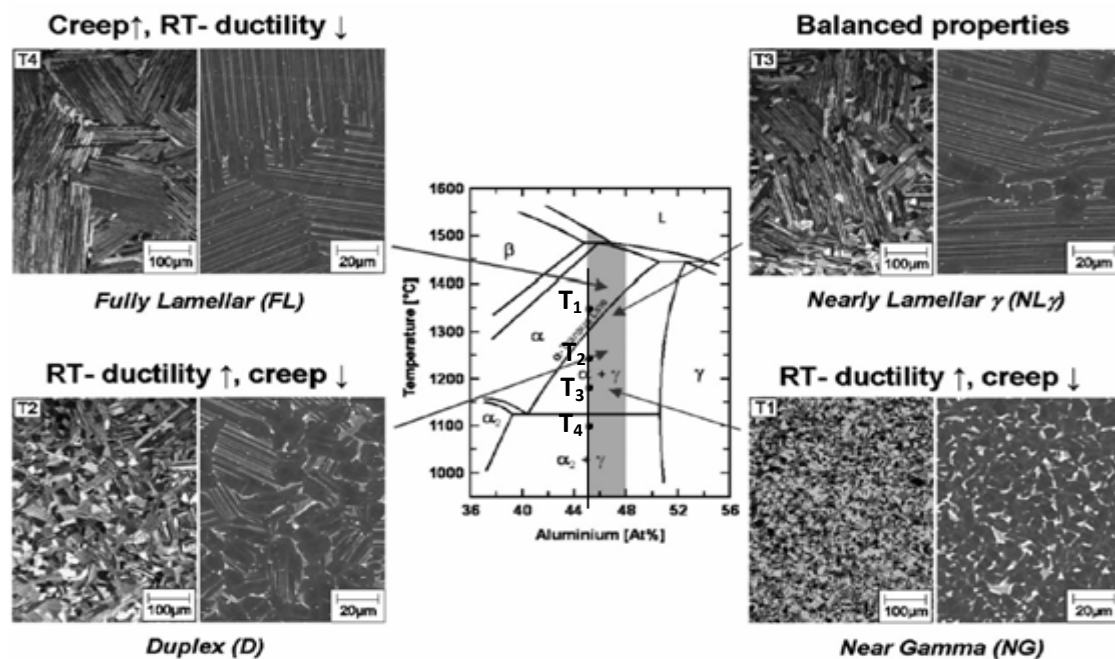 Creep↑, RT- ductility ↓
T4
100µm
20µm
Fully Lamellar (FL)
Balanced properties
T3
100µm
20µm
Nearly Lamellar γ (NLγ)
RT- ductility ↑, creep ↓
T2
100µm
20µm
Duplex (D)
RT- ductility ↑, creep ↓
T1
100µm
20µm
Near Gamma (NG)
Temperature [°C]
1600
1500
1400
1300
1200
1100
1000
L
β
α
T₁
T₂
α + γ
γ
T₃
α₂
T₄
α₂ + γ
36 40 44 48 52 56
Aluminium [At%]